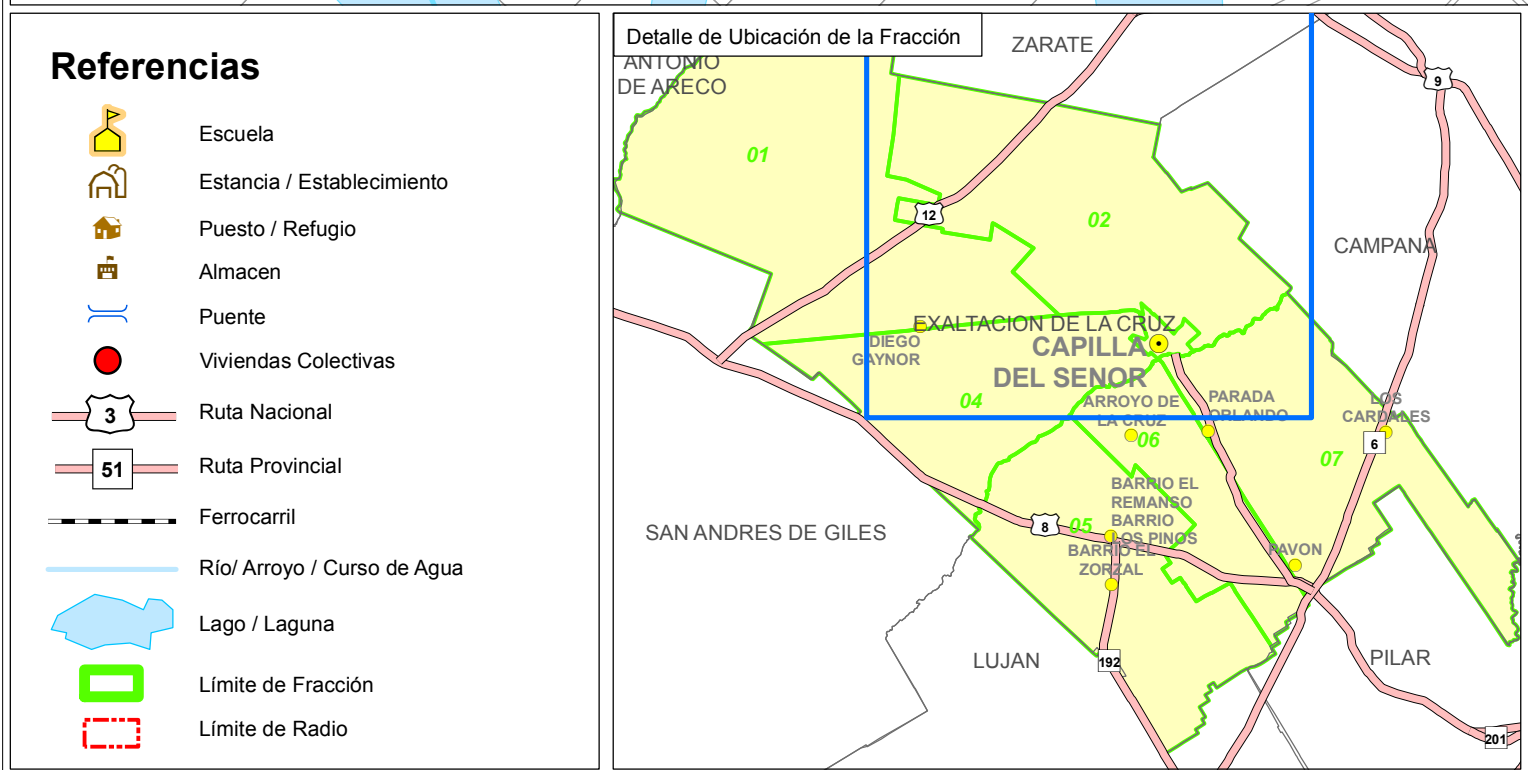 Referencias
Escuela
Estancia / Establecimiento
Puesto / Refugio
Almacen
Puente
Viviendas Colectivas
3
Ruta Nacional
51
Ruta Provincial
Ferrocarril
Río/ Arroyo / Curso de Agua
Lago / Laguna
Límite de Fracción
Límite de Radio
Detalle de Ubicación de la Fracción
ANTONIO
DE ARECO
ZARATE
9
01
12
02
CAMPANA
EXALTACION DE LA CRUZ
DIEGO
GAYNOR
CAPILLA
DEL SENOR
04
ARROYO DE
LA CRUZ
06
PARADA
ORLANDO
LOS
CARDALES
6
07
BARRIO EL
REMANSO
BARRIO
LOS PINOS
SAN ANDRES DE GILES
8
05
BARRIO EL
ZORZAL
PAVON
LUJAN
192
PILAR
201